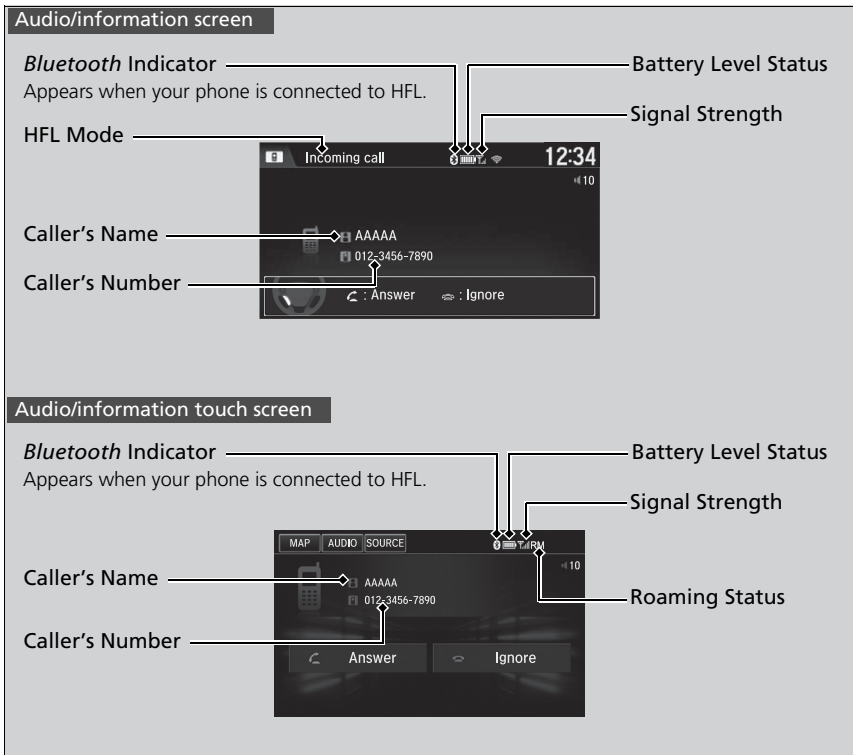 Audio/information screen
Bluetooth Indicator
Appears when your phone is connected to HFL.
Battery Level Status
Signal Strength
HFL Mode
Incoming call
12:34
10
Caller's Name
AAAAA
012-3456-7890
Caller's Number
: Answer
: Ignore
Audio/information touch screen
Bluetooth Indicator
Appears when your phone is connected to HFL.
Battery Level Status
Signal Strength
MAP
AUDIO
SOURCE
RM
10
Caller's Name
AAAAA
012-3456-7890
Roaming Status
Caller's Number
Answer
Ignore